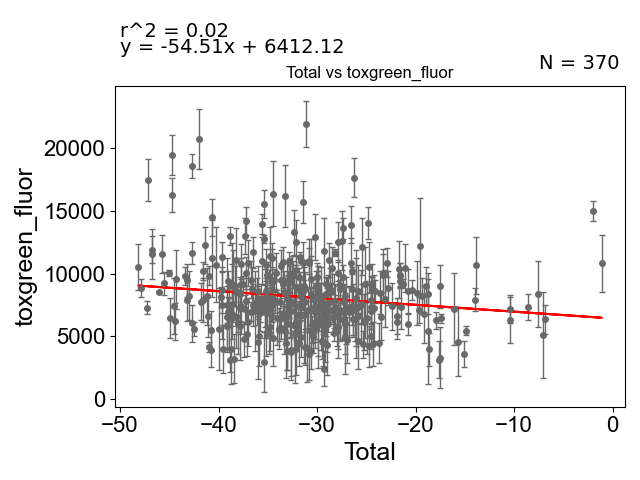 r^2 = 0.02
y = -54.51x + 6412.12
N = 370
Total vs toxgreen_fluor
20000
15000
10000
5000
0
toxgreen_fluor
−50 −40 −30 −20 −10 0
Total